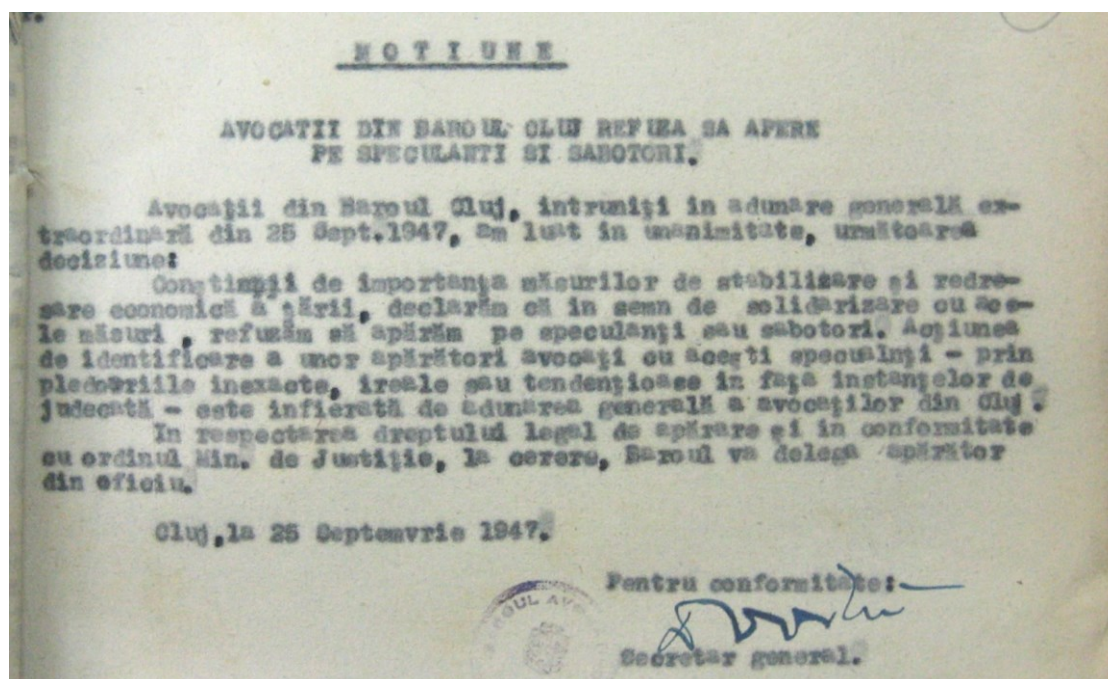 MOTIUNE
AVOCATII DIN BAROUL CLUJ REFUZA SA APERE
PE SPECULANTI SI SABOTORI.
Avocaţii din Baroul Cluj, intruniţi in adunare generală ex-
traordinară din 25 Sept.1947, am luat in unanimitate, următoarea
deciziune:
Conştimţii de importanţa măsurilor de stabilizare şi redre-
sare economică a ţării, declarăm că in semn de solidarizare cu ace-
le măsuri , refuzăm să apărăm pe speculanţi sau sabotori. Acţiunea
de identificare a unor apărători avocaţi cu aceşti specualnţi - prin
pledoariile inexacte, ireale sau tendenţioase in faţa instanţelor de
judecată - este infierată de adunarea generală a avocaţilor din Cluj .
In respectarea dreptului legal de apărare şi in conformitate
cu ordinul Min. de Justiţie, la cerere, Baroul va delega apărător
din oficiu.
Cluj,la 25 Septemvrie 1947.
Pentru conformitate:
Secretar general.